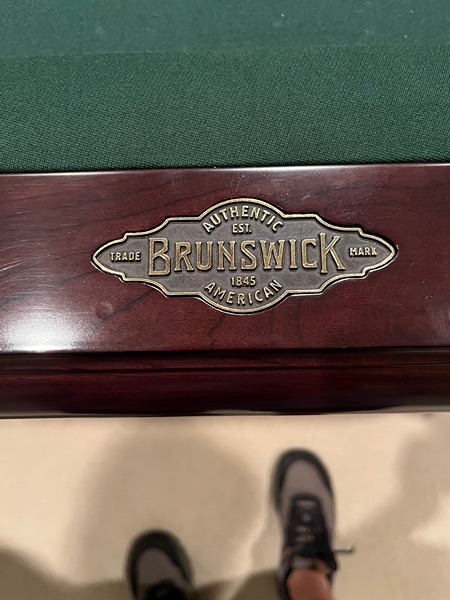 AUTHENTIC
EST.
TRADE BRUNSWICK MARK
1845
AMERICAN